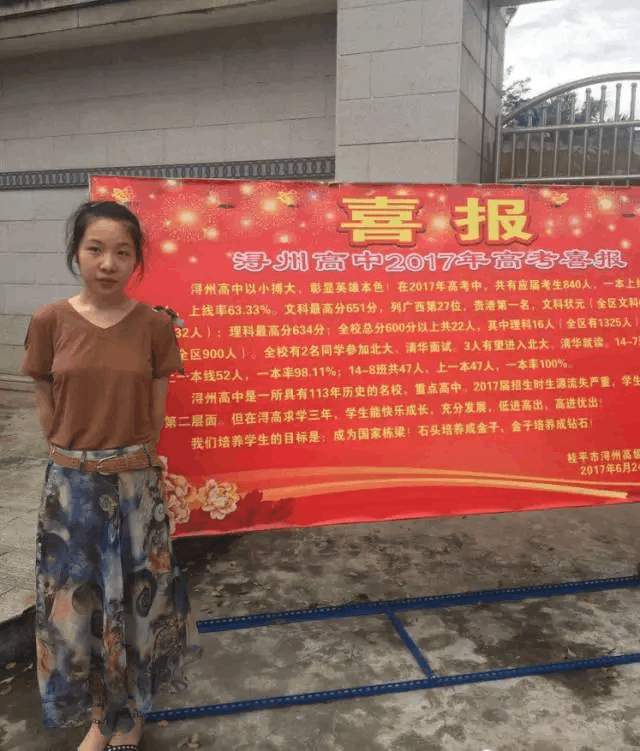 喜报
浔州高中2017年高考喜报
浔州高中以小搏大，彰显英雄本色！在2017年高考中，共有应届考生840人，一本上线
上线率63.33%。文科最高分651分，列广西第27位，贵港第一名，文科状元（全区文科
32人）；理科最高分634分；全校总分600分以上共22人，其中理科16人（全区有1325人）
全区900人）。全校有2名同学参加北大、清华面试。3人有望进入北大、清华就读。14-7班
上一本线52人，一本率98.11%；14-8班共47人，上一本47人，一本率100%。
浔州高中是一所具有113年历史的名校，重点高中。2017届招生时生源流失严重，学生
第二层面。但在浔高求学三年，学生能快乐成长，充分发展，低进高出、高进优出！
我们培养学生的目标是：成为国家栋梁！石头培养成金子，金子培养成钻石！
桂平市浔州高级
2017年6月24